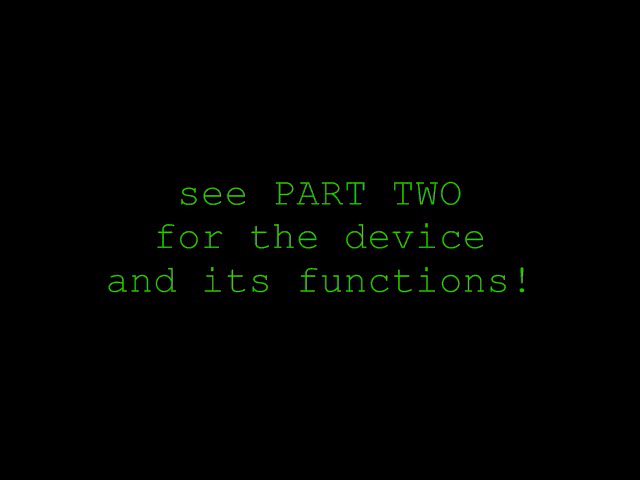 see PART TWO
for the device
and its functions!